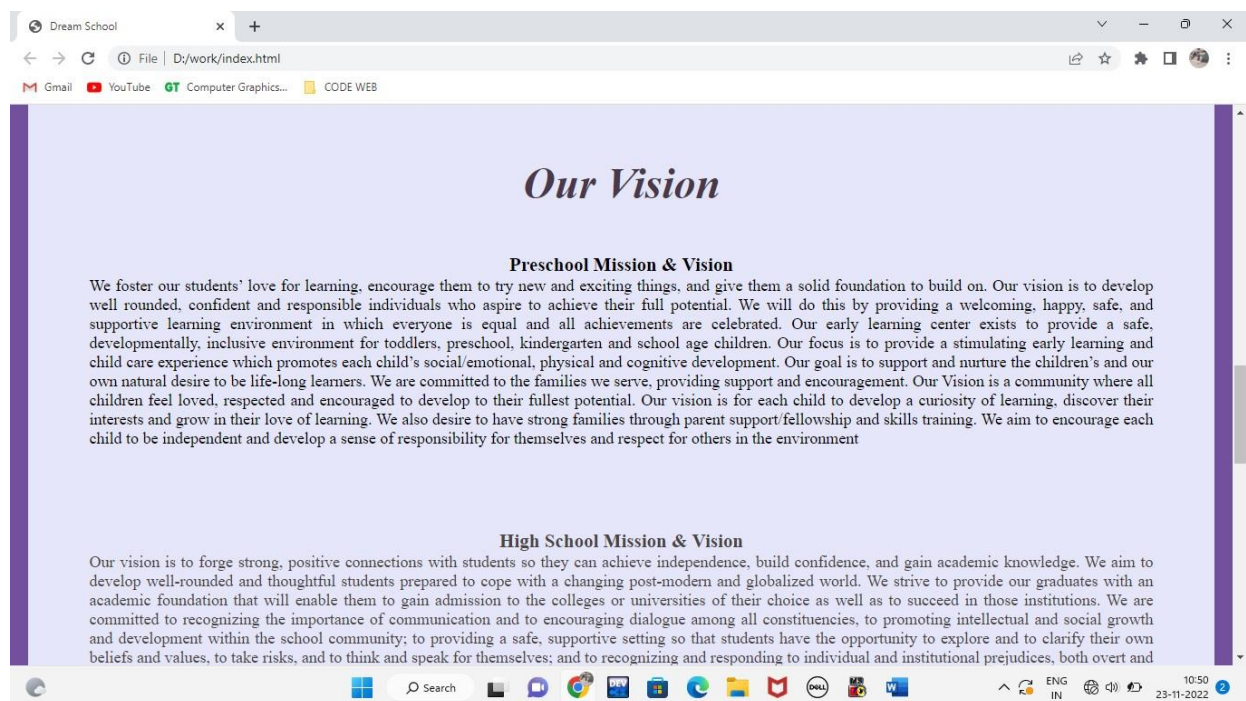 Dream School
File D:/work/index.html
Gmail YouTube GT Computer Graphics... CODE WEB
Our Vision
Preschool Mission & Vision
We foster our students’ love for learning, encourage them to try new and exciting things, and give them a solid foundation to build on. Our vision is to develop
well rounded, confident and responsible individuals who aspire to achieve their full potential. We will do this by providing a welcoming, happy, safe, and
supportive learning environment in which everyone is equal and all achievements are celebrated. Our early learning center exists to provide a safe,
developmentally, inclusive environment for toddlers, preschool, kindergarten and school age children. Our focus is to provide a stimulating early learning and
child care experience which promotes each child’s social/emotional, physical and cognitive development. Our goal is to support and nurture the children’s and our
own natural desire to be life-long learners. We are committed to the families we serve, providing support and encouragement. Our Vision is a community where all
children feel loved, respected and encouraged to develop to their fullest potential. Our vision is for each child to develop a curiosity of learning, discover their
interests and grow in their love of learning. We also desire to have strong families through parent support/fellowship and skills training. We aim to encourage each
child to be independent and develop a sense of responsibility for themselves and respect for others in the environment
High School Mission & Vision
Our vision is to forge strong, positive connections with students so they can achieve independence, build confidence, and gain academic knowledge. We aim to
develop well-rounded and thoughtful students prepared to cope with a changing post-modern and globalized world. We strive to provide our graduates with an
academic foundation that will enable them to gain admission to the colleges or universities of their choice as well as to succeed in those institutions. We are
committed to recognizing the importance of communication and to encouraging dialogue among all constituencies, to promoting intellectual and social growth
and development within the school community; to providing a safe, supportive setting so that students have the opportunity to explore and to clarify their own
beliefs and values, to take risks, and to think and speak for themselves; and to recognizing and responding to individual and institutional prejudices, both overt and
Search DEV DELL W ENG 10:50
IN 23-11-2022 2